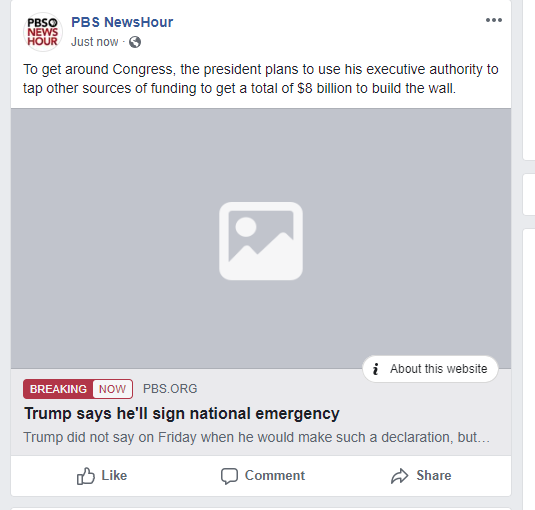 PBS
NEWS
HOUR
PBS NewsHour
Just now ·
To get around Congress, the president plans to use his executive authority to
tap other sources of funding to get a total of $8 billion to build the wall.
i About this website
BREAKING NOW PBS.ORG
Trump says he'll sign national emergency
Trump did not say on Friday when he would make such a declaration, but...
Like Comment Share